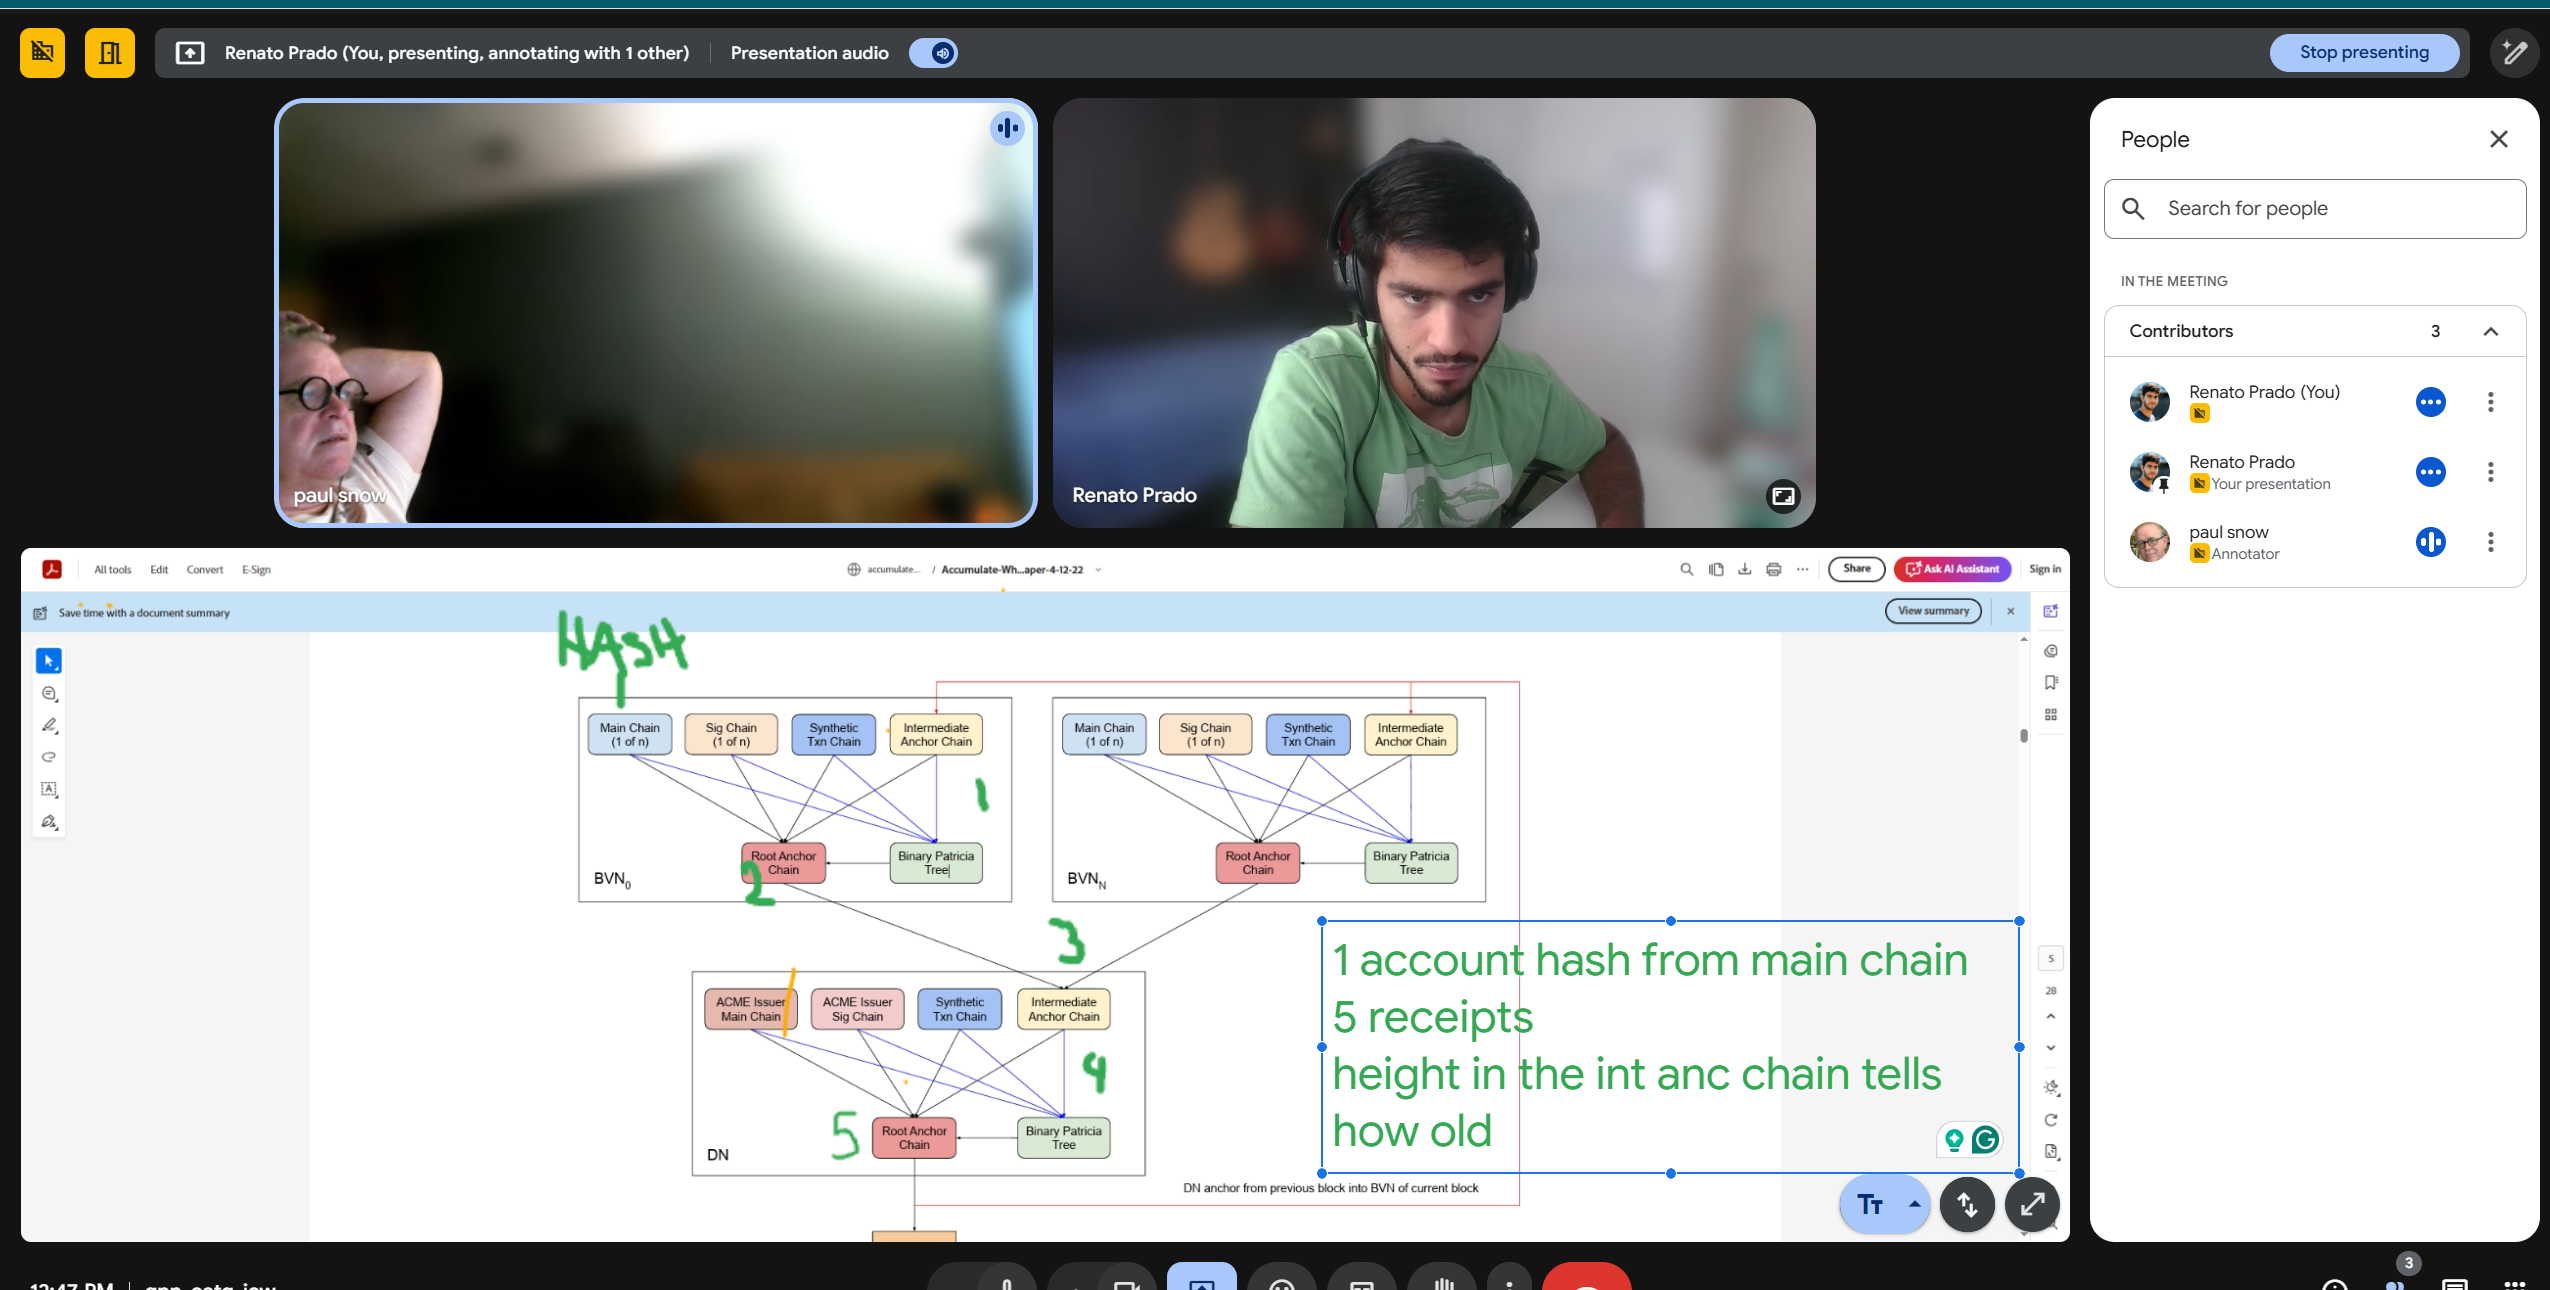 Renato Prado (You, presenting, annotating with 1 other)
Presentation audio
Stop presenting
paul snow
Renato Prado
People
Search for people
IN THE MEETING
Contributors
3
Renato Prado (You)
Renato Prado
Your presentation
paul snow
Annotator
All tools
Edit
Convert
E-Sign
accumulate... / Accumulate-Wh...aper-4-12-22
Share
Ask AI Assistant
Sign in
Save time with a document summary
View summary
HASH
Main Chain
(1 of n)
Sig Chain
(1 of n)
Synthetic
Txn Chain
Intermediate
Anchor Chain
1
Root Anchor
Chain
Binary Patricia
Tree
BVN0
2
Main Chain
(1 of n)
Sig Chain
(1 of n)
Synthetic
Txn Chain
Intermediate
Anchor Chain
Root Anchor
Chain
Binary Patricia
Tree
BVNN
3
ACME Issuer
Main Chain
ACME Issuer
Sig Chain
Synthetic
Txn Chain
Intermediate
Anchor Chain
4
5
Root Anchor
Chain
Binary Patricia
Tree
DN
1 account hash from main chain
5 receipts
height in the int anc chain tells
how old
DN anchor from previous block into BVN of current block
5
28
Tt
3
12:47 PM